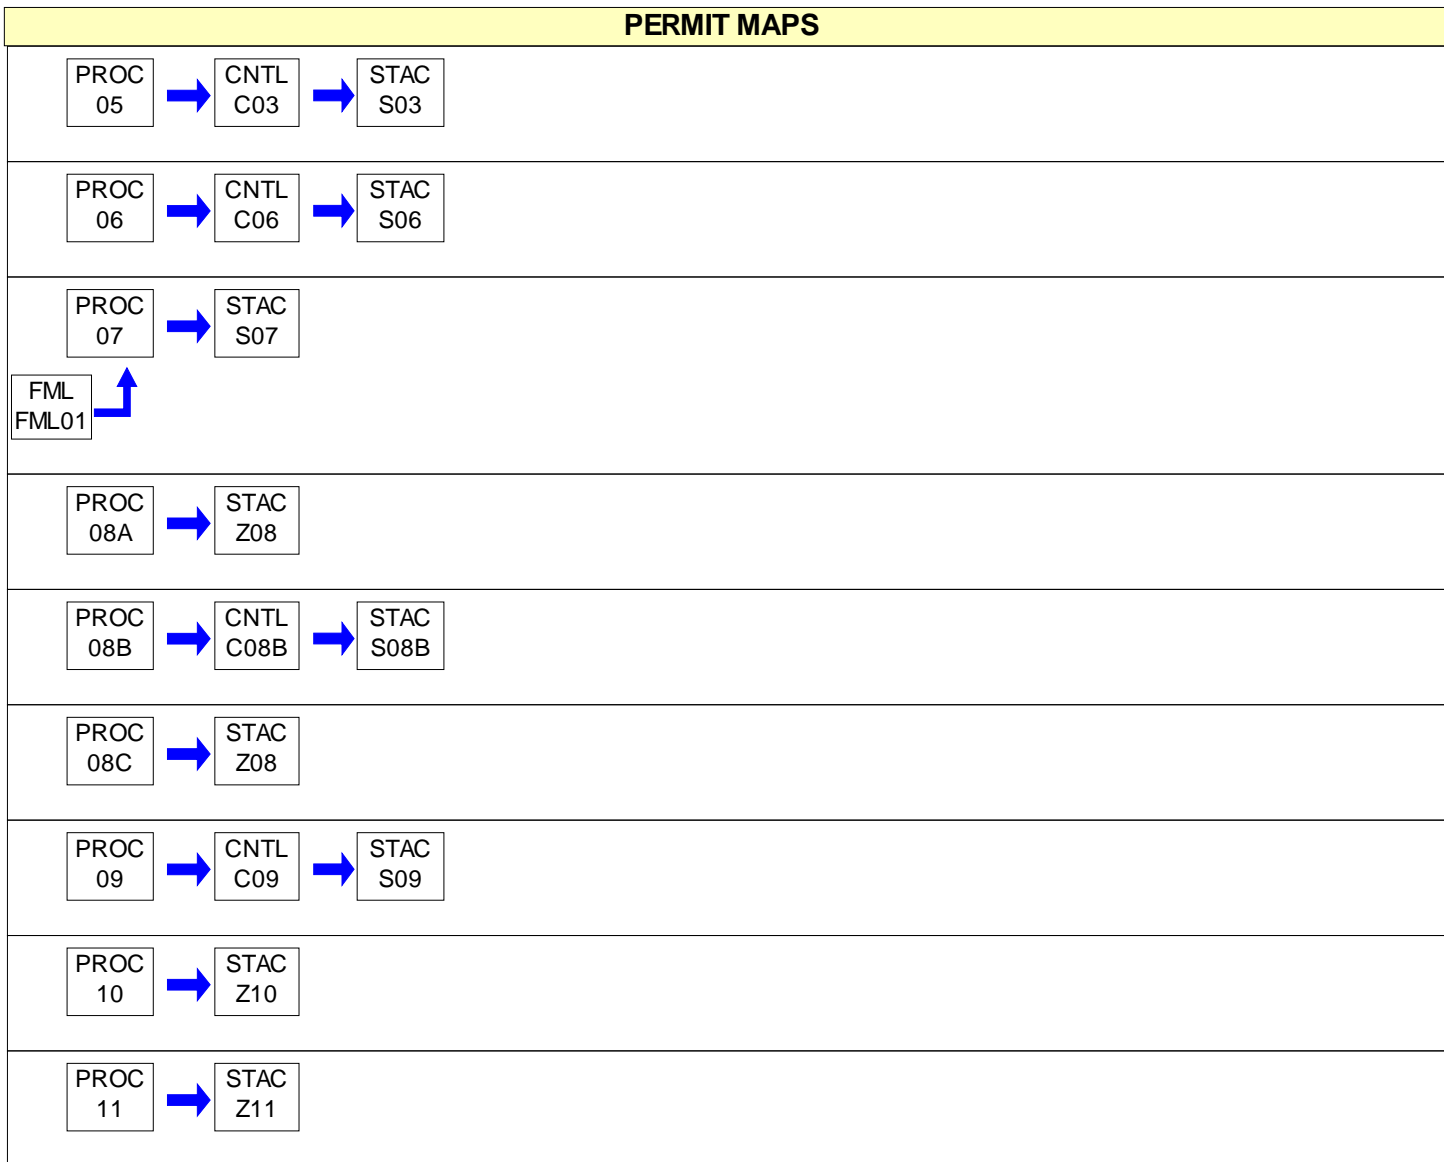 PERMIT MAPS
PROC CNTL STAC
05 C03 S03
PROC CNTL STAC
06 C06 S06
PROC STAC
07 S07
FML
FML01
PROC STAC
08A Z08
PROC CNTL STAC
08B C08B S08B
PROC STAC
08C Z08
PROC CNTL STAC
09 C09 S09
PROC STAC
10 Z10
PROC STAC
11 Z11